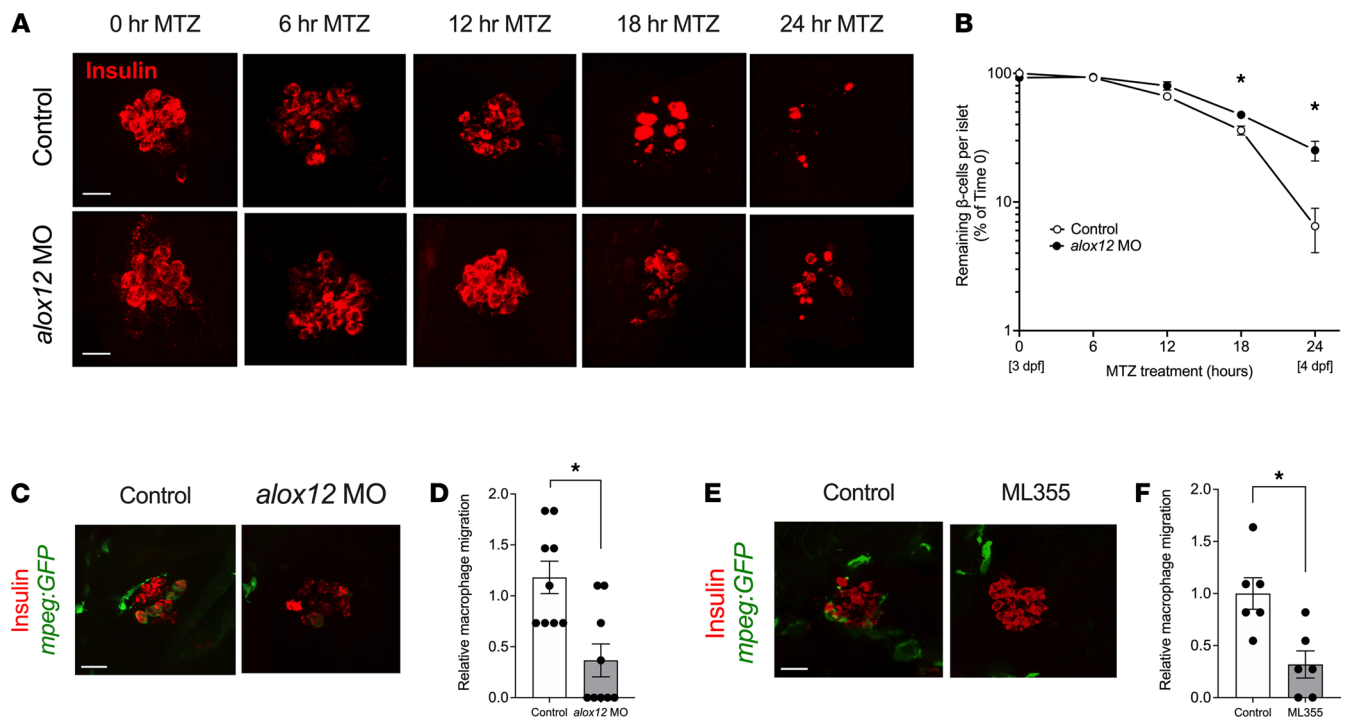 A
0 hr MTZ
6 hr MTZ
12 hr MTZ
18 hr MTZ
24 hr MTZ
Control
Insulin
alox12 MO
B
Remaining β-cells per islet
(% of Time 0)
100
10
1
*
*
Control
alox12 MO
0
6
12
18
24
[3 dpf]
[4 dpf]
MTZ treatment (hours)
C
Control
alox12 MO
Insulin
mpeg:GFP
D
Relative macrophage migration
2.0
1.5
1.0
0.5
0.0
*
Control
alox12 MO
E
Control
ML355
Insulin
mpeg:GFP
F
Relative macrophage migration
2.0
1.5
1.0
0.5
0.0
*
Control
ML355